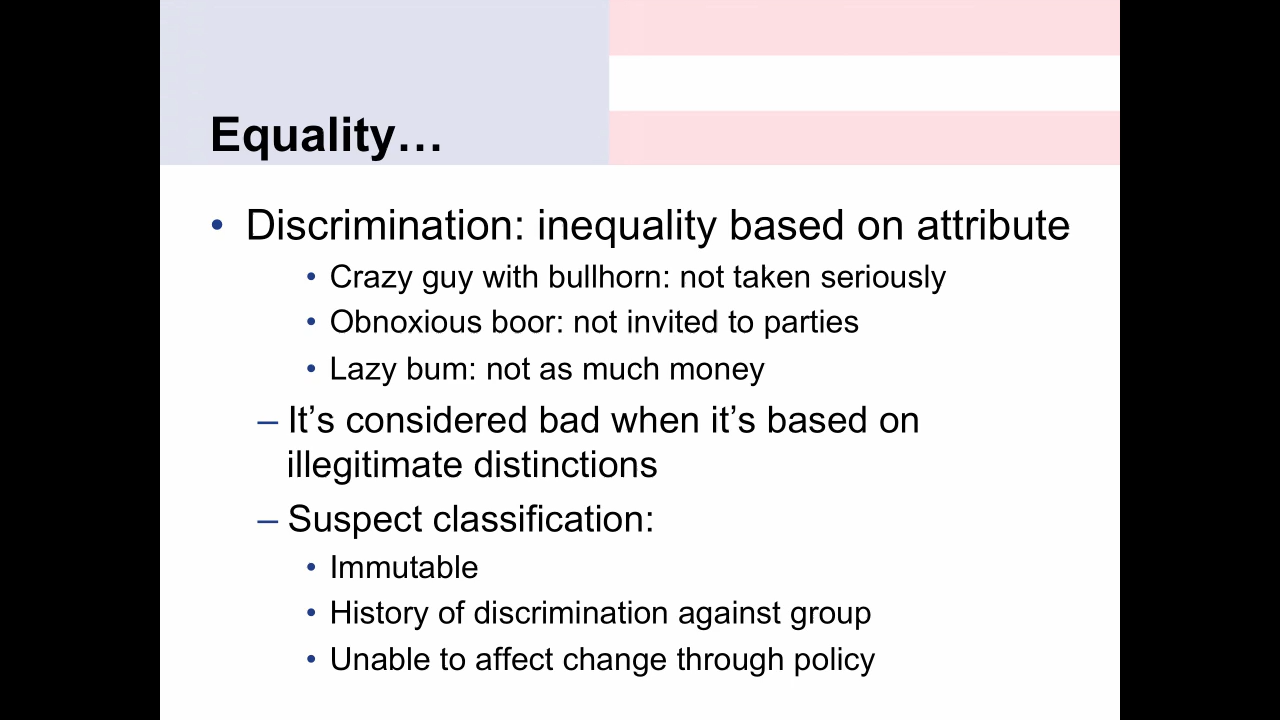 Equality…
• Discrimination: inequality based on attribute
• Crazy guy with bullhorn: not taken seriously
• Obnoxious boor: not invited to parties
• Lazy bum: not as much money
– It’s considered bad when it’s based on
illegitimate distinctions
– Suspect classification:
• Immutable
• History of discrimination against group
• Unable to affect change through policy